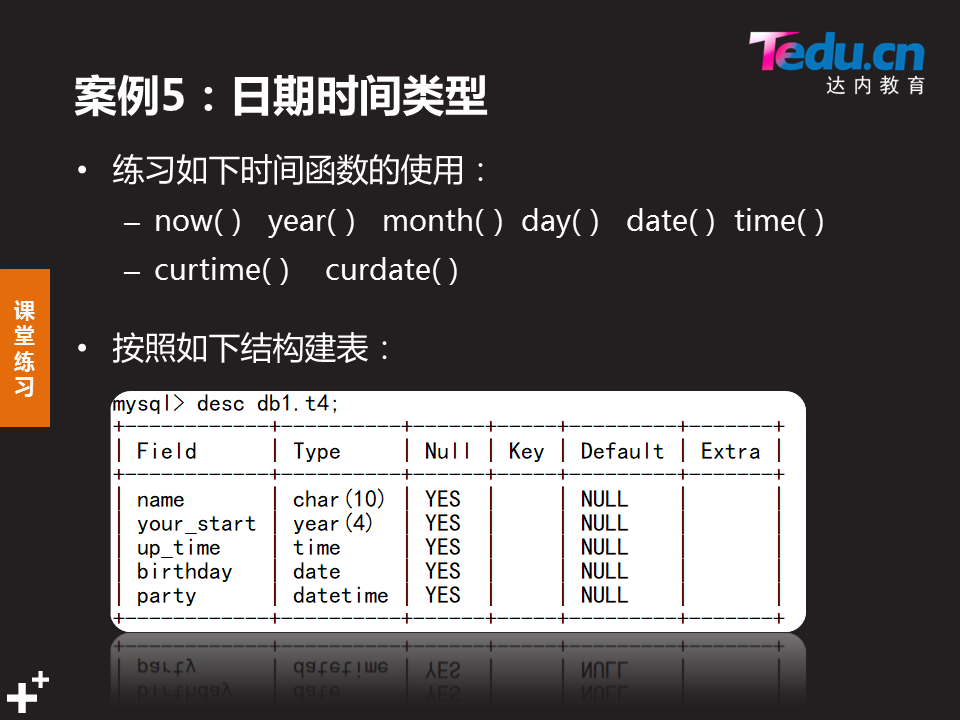 Tedu.cn
达内教育
案例5：日期时间类型
• 练习如下时间函数的使用：
– now( ) year( ) month( ) day( ) date( ) time( )
– curtime( ) curdate( )
课堂练习
• 按照如下结构建表：
mysql> desc db1.t4;
+------------+----------+------+-----+---------+-------+
| Field | Type | Null | Key | Default | Extra |
+------------+----------+------+-----+---------+-------+
| name | char(10) | YES | | NULL | |
| your_start | year(4) | YES | | NULL | |
| up_time | time | YES | | NULL | |
| birthday | date | YES | | NULL | |
| party | datetime | YES | | NULL | |
+------------+----------+------+-----+---------+-------+